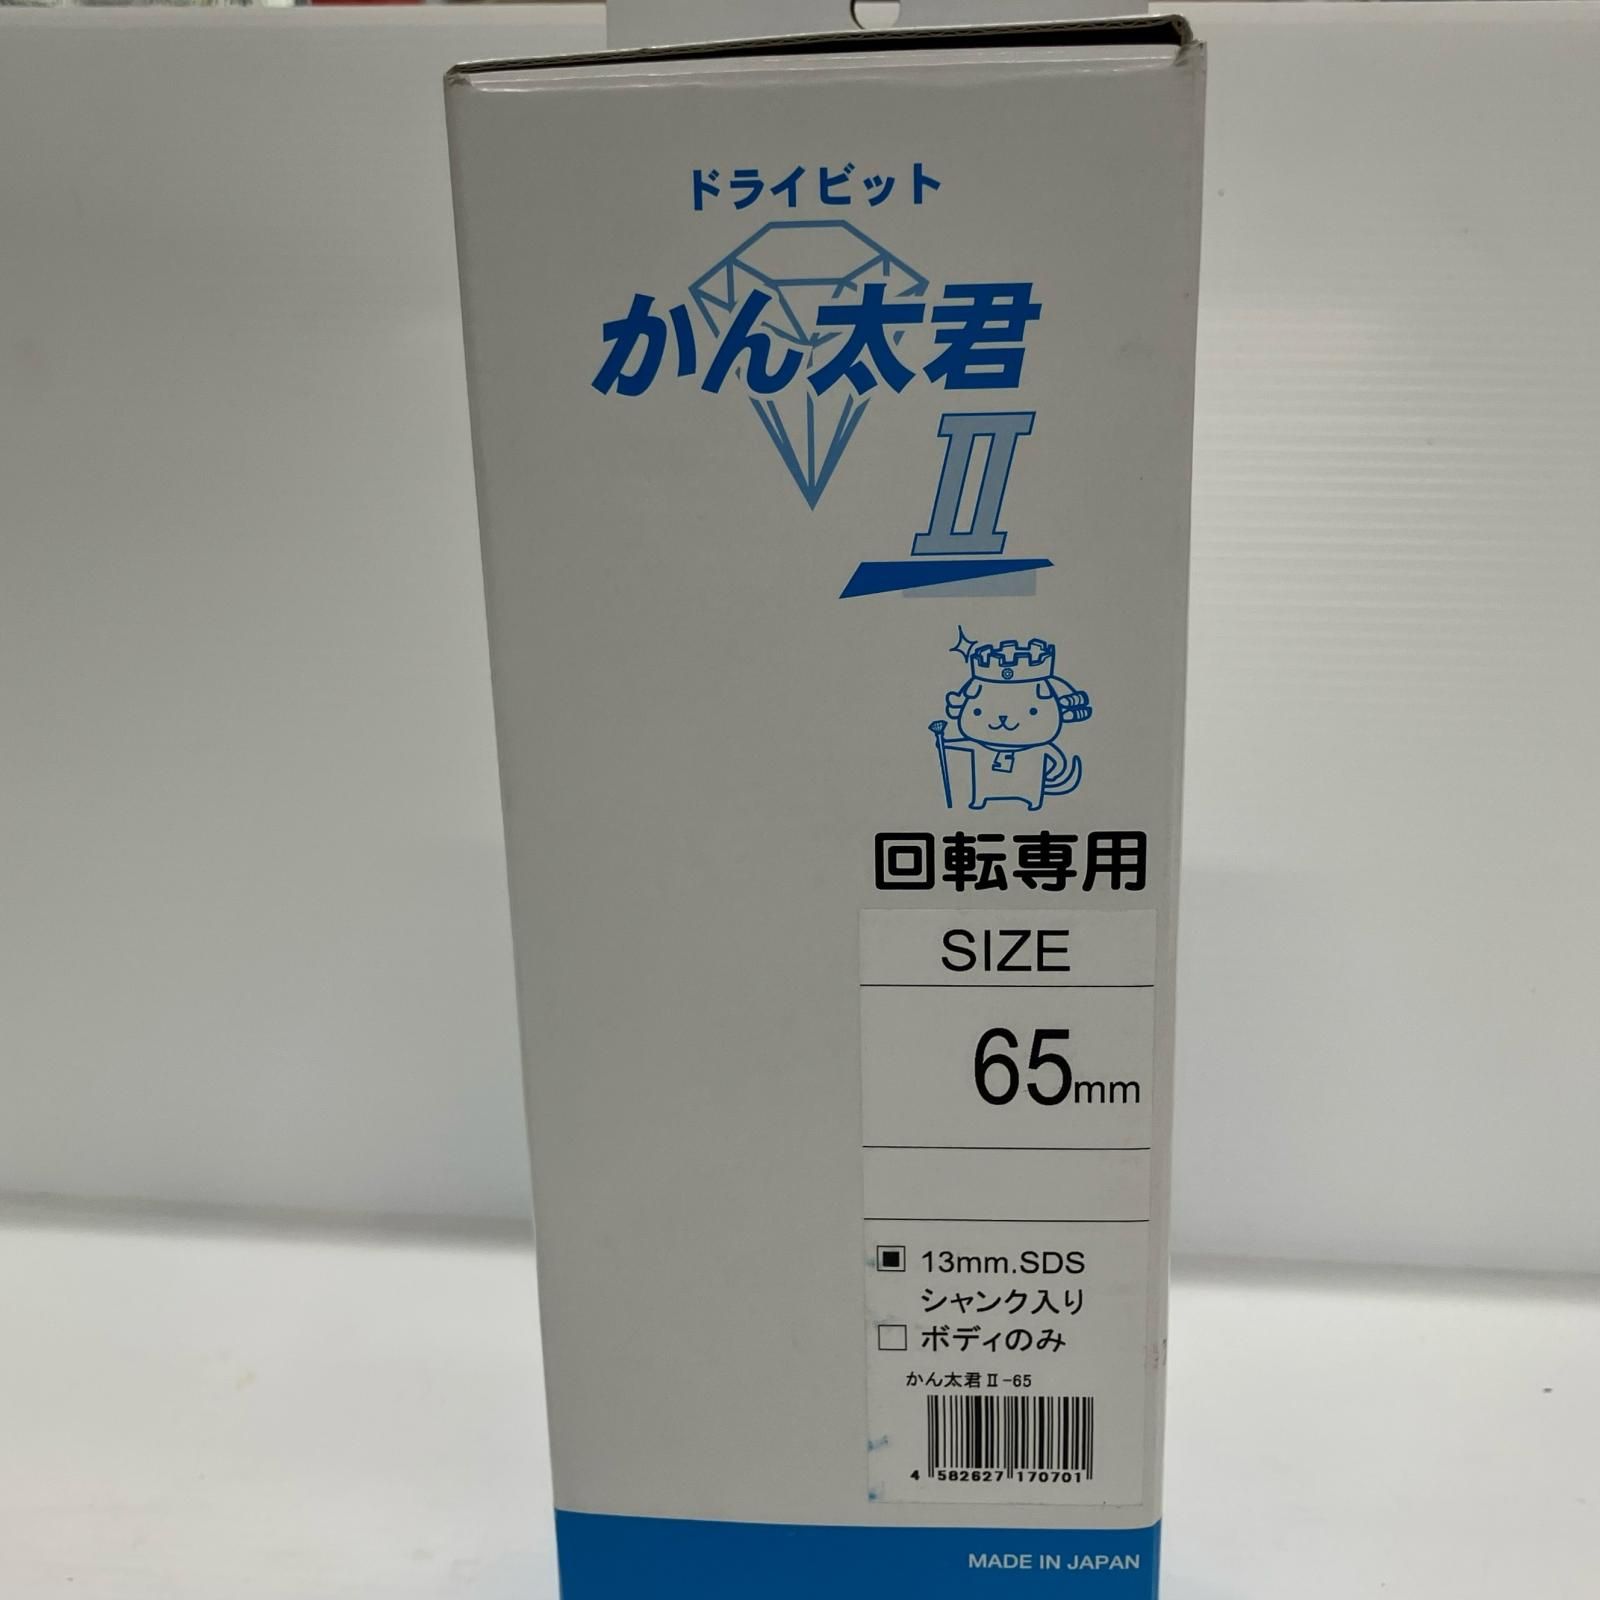 ドライビット
かん太君
Ⅱ
回転専用
SIZE
65mm
■ 13mm.SDS
シャンク入り
□ ボディのみ
かん太君Ⅱ-65
4 582627 170701
MADE IN JAPAN